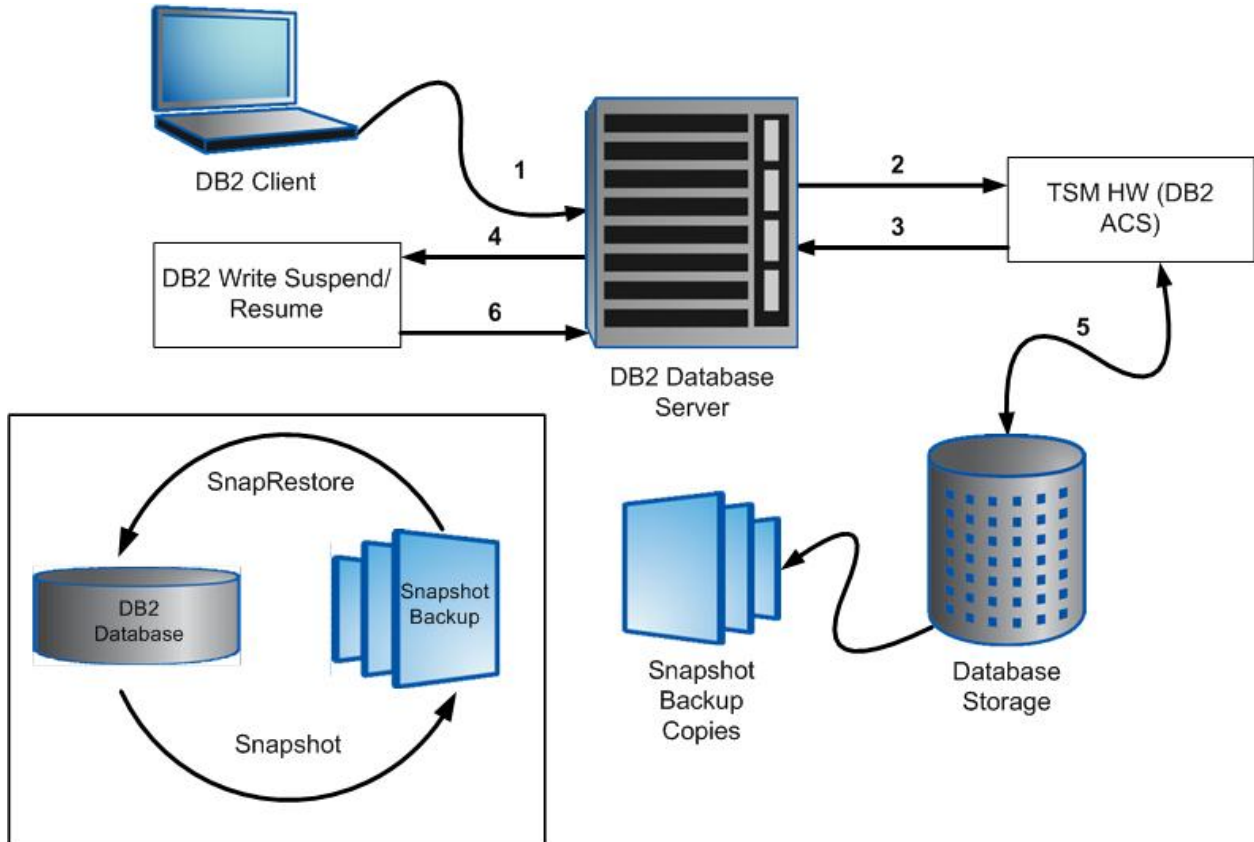 DB2 Client
1
2
3
TSM HW (DB2
ACS)
4
DB2 Write Suspend/
Resume
6
5
DB2 Database
Server
SnapRestore
DB2
Database
Snapshot
Backup
Snapshot
Snapshot
Backup
Copies
Database
Storage